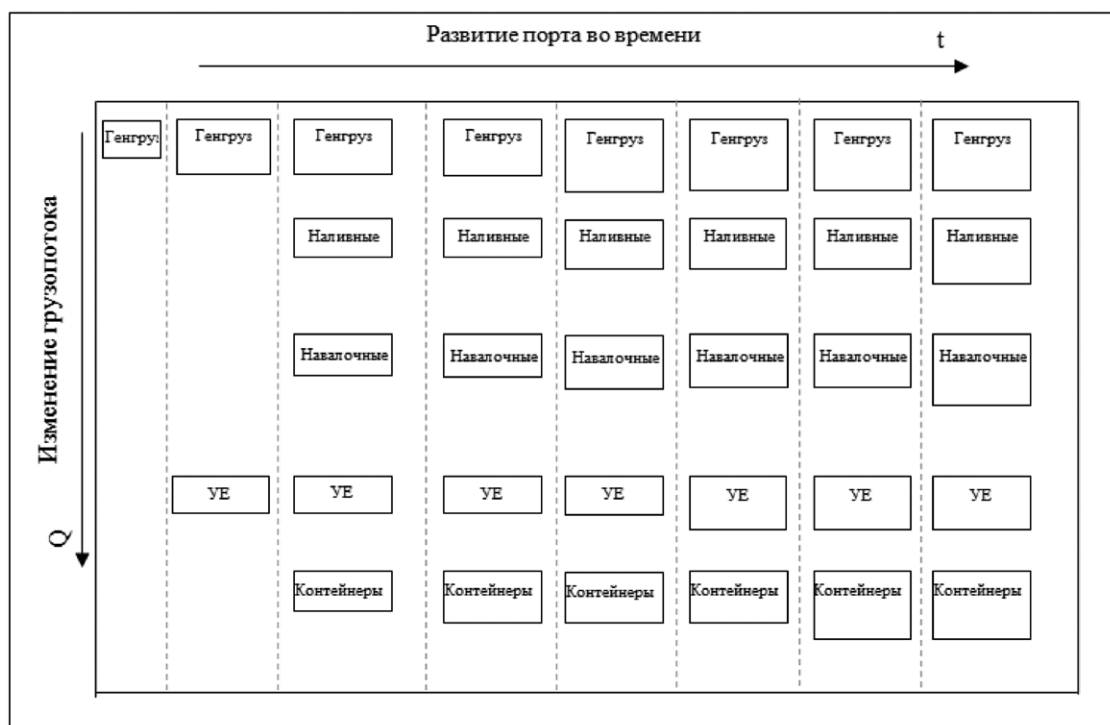 Развитие порта во времени
t
Изменение грузопотока
Q
Генгруз Генгруз Генгруз Генгруз Генгруз Генгруз Генгруз Генгруз
Наливные Наливные Наливные Наливные Наливные Наливные
Навалочные Навалочные Навалочные Навалочные Навалочные Навалочные
УЕ УЕ УЕ УЕ УЕ УЕ УЕ
Контейнеры Контейнеры Контейнеры Контейнеры Контейнеры Контейнеры